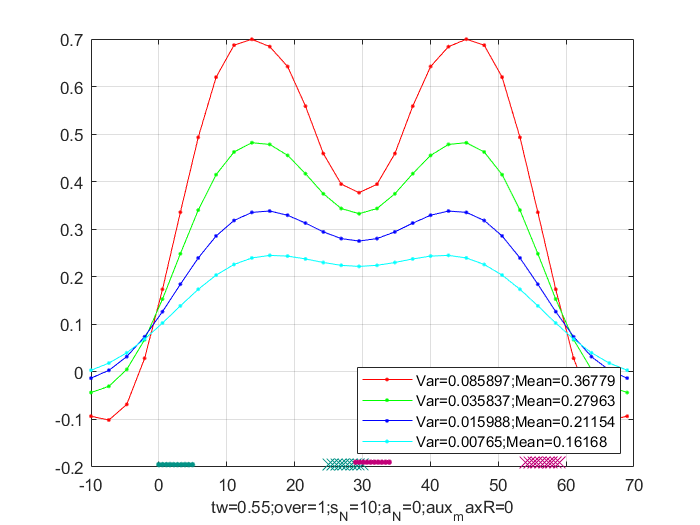 0.7
0.6
0.5
0.4
0.3
0.2
0.1
0
-0.1
-0.2
Var=0.085897;Mean=0.36779
Var=0.035837;Mean=0.27963
Var=0.015988;Mean=0.21154
Var=0.00765;Mean=0.16168
-10 0 10 20 30 40 50 60 70
tw=0.55;over=1;s_N=10;a_N=0;aux_maxR=0